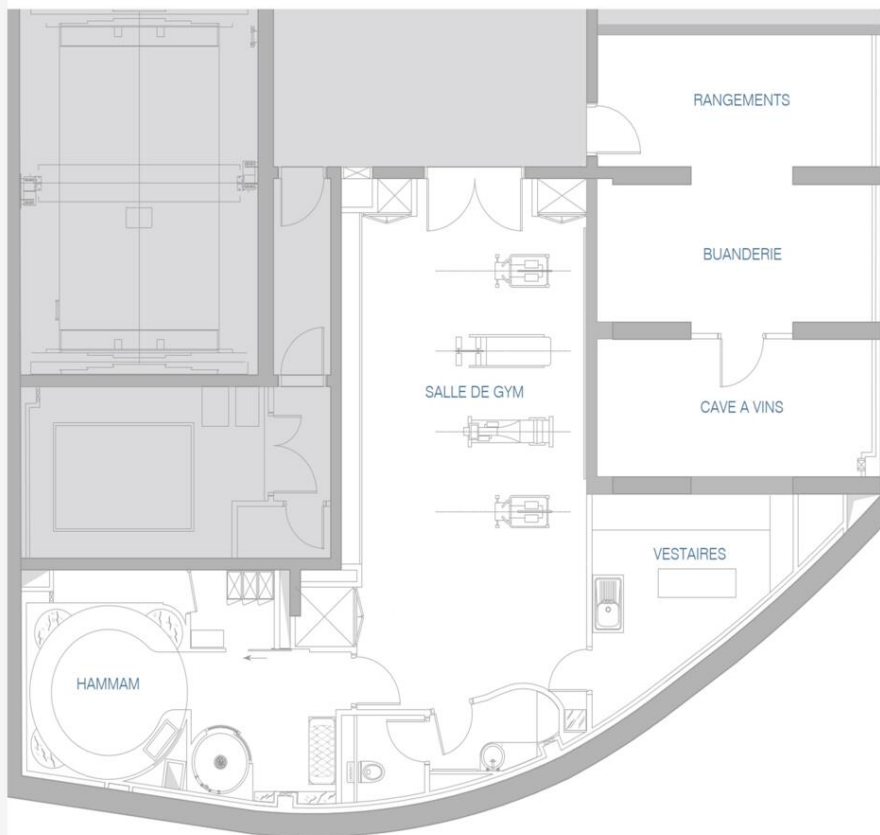 RANGEMENTS
BUANDERIE
SALLE DE GYM
CAVE A VINS
VESTAIRES
HAMMAM